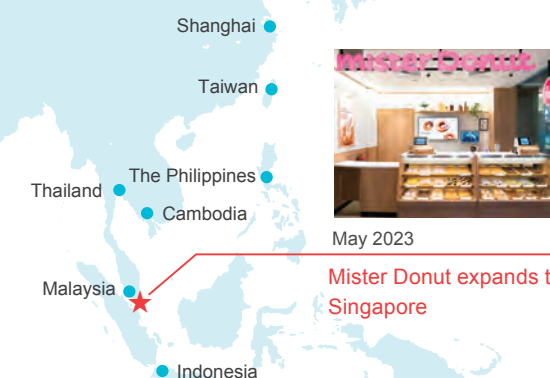 Shanghai
Taiwan
mister Donut
The Philippines
Thailand
Cambodia
May 2023
Mister Donut expands t
Singapore
Malaysia
Indonesia